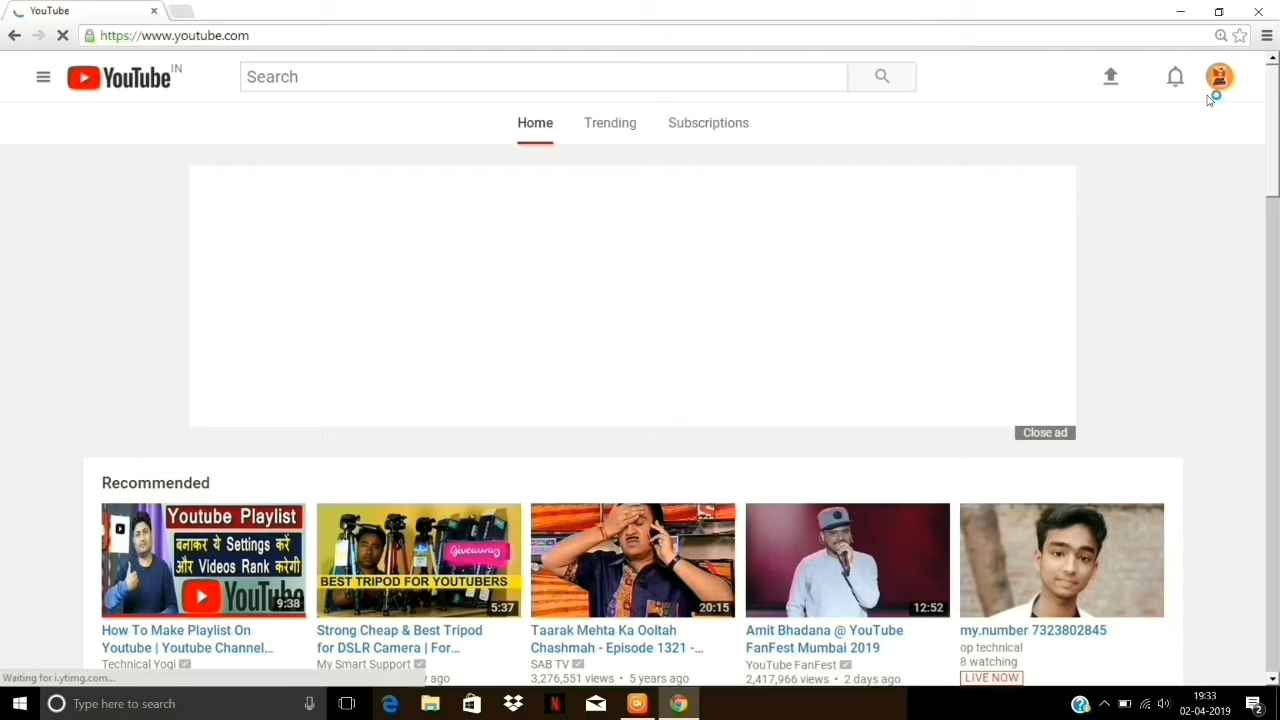 YouTube
https://www.youtube.com
YouTube IN
Search
Home Trending Subscriptions
Close ad
Recommended
Youtube Playlist
बनाकर ये Settings करें
और Videos Rank करेगी
YouTube
9:38
Giveaway
BEST TRIPOD FOR YOUTUBERS
5:37
20:15
12:52
How To Make Playlist On
Youtube | Youtube Channel...
Technical Yogi
Strong Cheap & Best Tripod
for DSLR Camera | For...
My Smart Support
ago
Taarak Mehta Ka Ooltah
Chashmah - Episode 1321 -...
SAB TV
3,276,551 views • 5 years ago
Amit Bhadana @ YouTube
FanFest Mumbai 2019
YouTube FanFest
2,417,966 views • 2 days ago
my.number 7323802845
op technical
8 watching
LIVE NOW
Waiting for i.ytimg.com...
Type here to search
19:33
02-04-2019
2